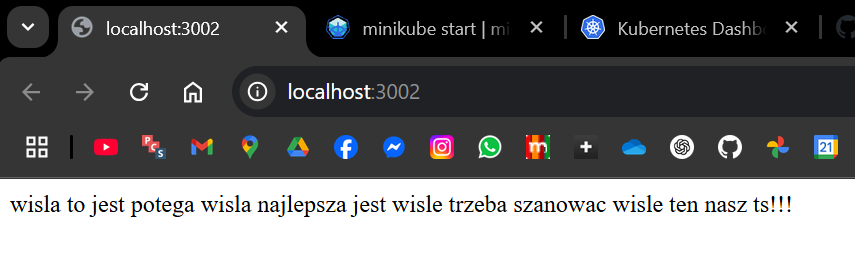 localhost:3002
minikube start | mi
Kubernetes Dashb
localhost:3002
wisla to jest potega wisla najlepsza jest wisle trzeba szanowac wisle ten nasz ts!!!